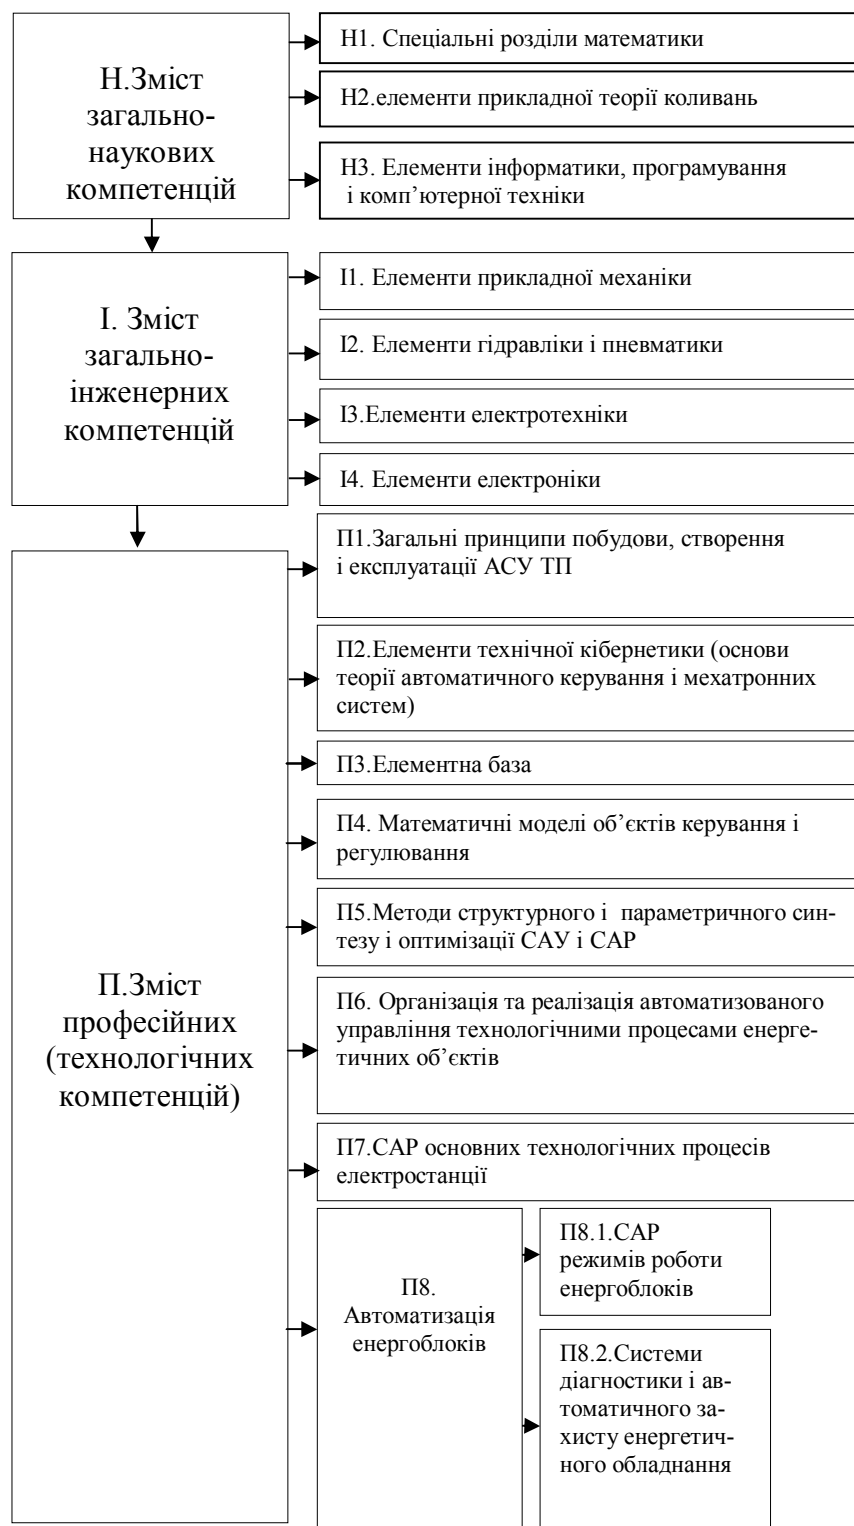 Н.Зміст
загально-
наукових
компетенцій
Н1. Спеціальні розділи математики
Н2.елементи прикладної теорії коливань
Н3. Елементи інформатики, програмування
і комп’ютерної техніки
І. Зміст
загально-
інженерних
компетенцій
І1. Елементи прикладної механіки
І2. Елементи гідравліки і пневматики
І3.Елементи електротехніки
І4. Елементи електроніки
П.Зміст
професійних
(технологічних
компетенцій)
П1.Загальні принципи побудови, створення
і експлуатації АСУ ТП
П2.Елементи технічної кібернетики (основи
теорії автоматичного керування і мехатронних
систем)
П3.Елементна база
П4. Математичні моделі об’єктів керування і
регулювання
П5.Методи структурного і параметричного син-
тезу і оптимізації САУ і САР
П6. Організація та реалізація автоматизованого
управління технологічними процесами енерге-
тичних об’єктів
П7.САР основних технологічних процесів
електростанції
П8.
Автоматизація
енергоблоків
П8.1.САР
режимів роботи
енергоблоків
П8.2.Системи
діагностики і ав-
томатичного за-
хисту енергетич-
ного обладнання